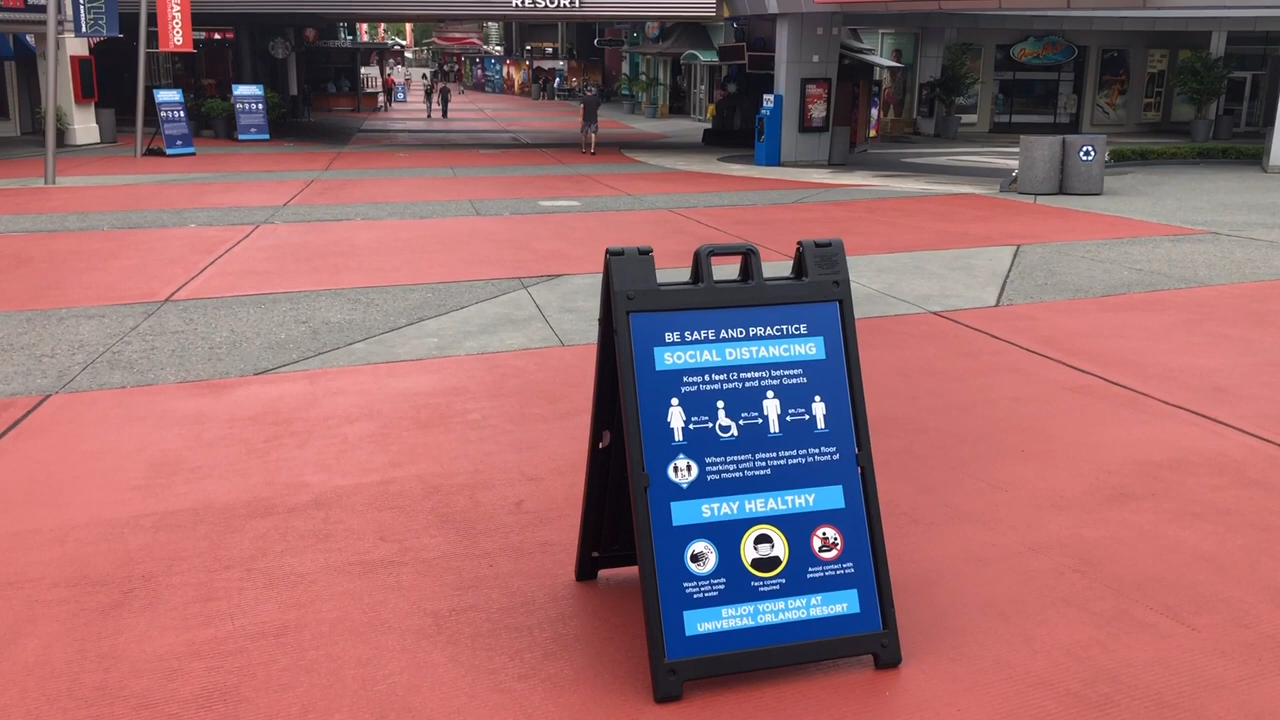 RESORT
SEAFOOD
CONCIERGE
BE SAFE AND PRACTICE
SOCIAL DISTANCING
Keep 6 feet (2 meters) between
your travel party and other Guests
6ft./2m 6ft./2m 6ft./2m
When present, please stand on the floor
markings until the travel party in front of
you moves forward
STAY HEALTHY
Wash your hands
often with soap
and water
Face covering
required
Avoid contact with
people who are sick
ENJOY YOUR DAY AT
UNIVERSAL ORLANDO RESORT